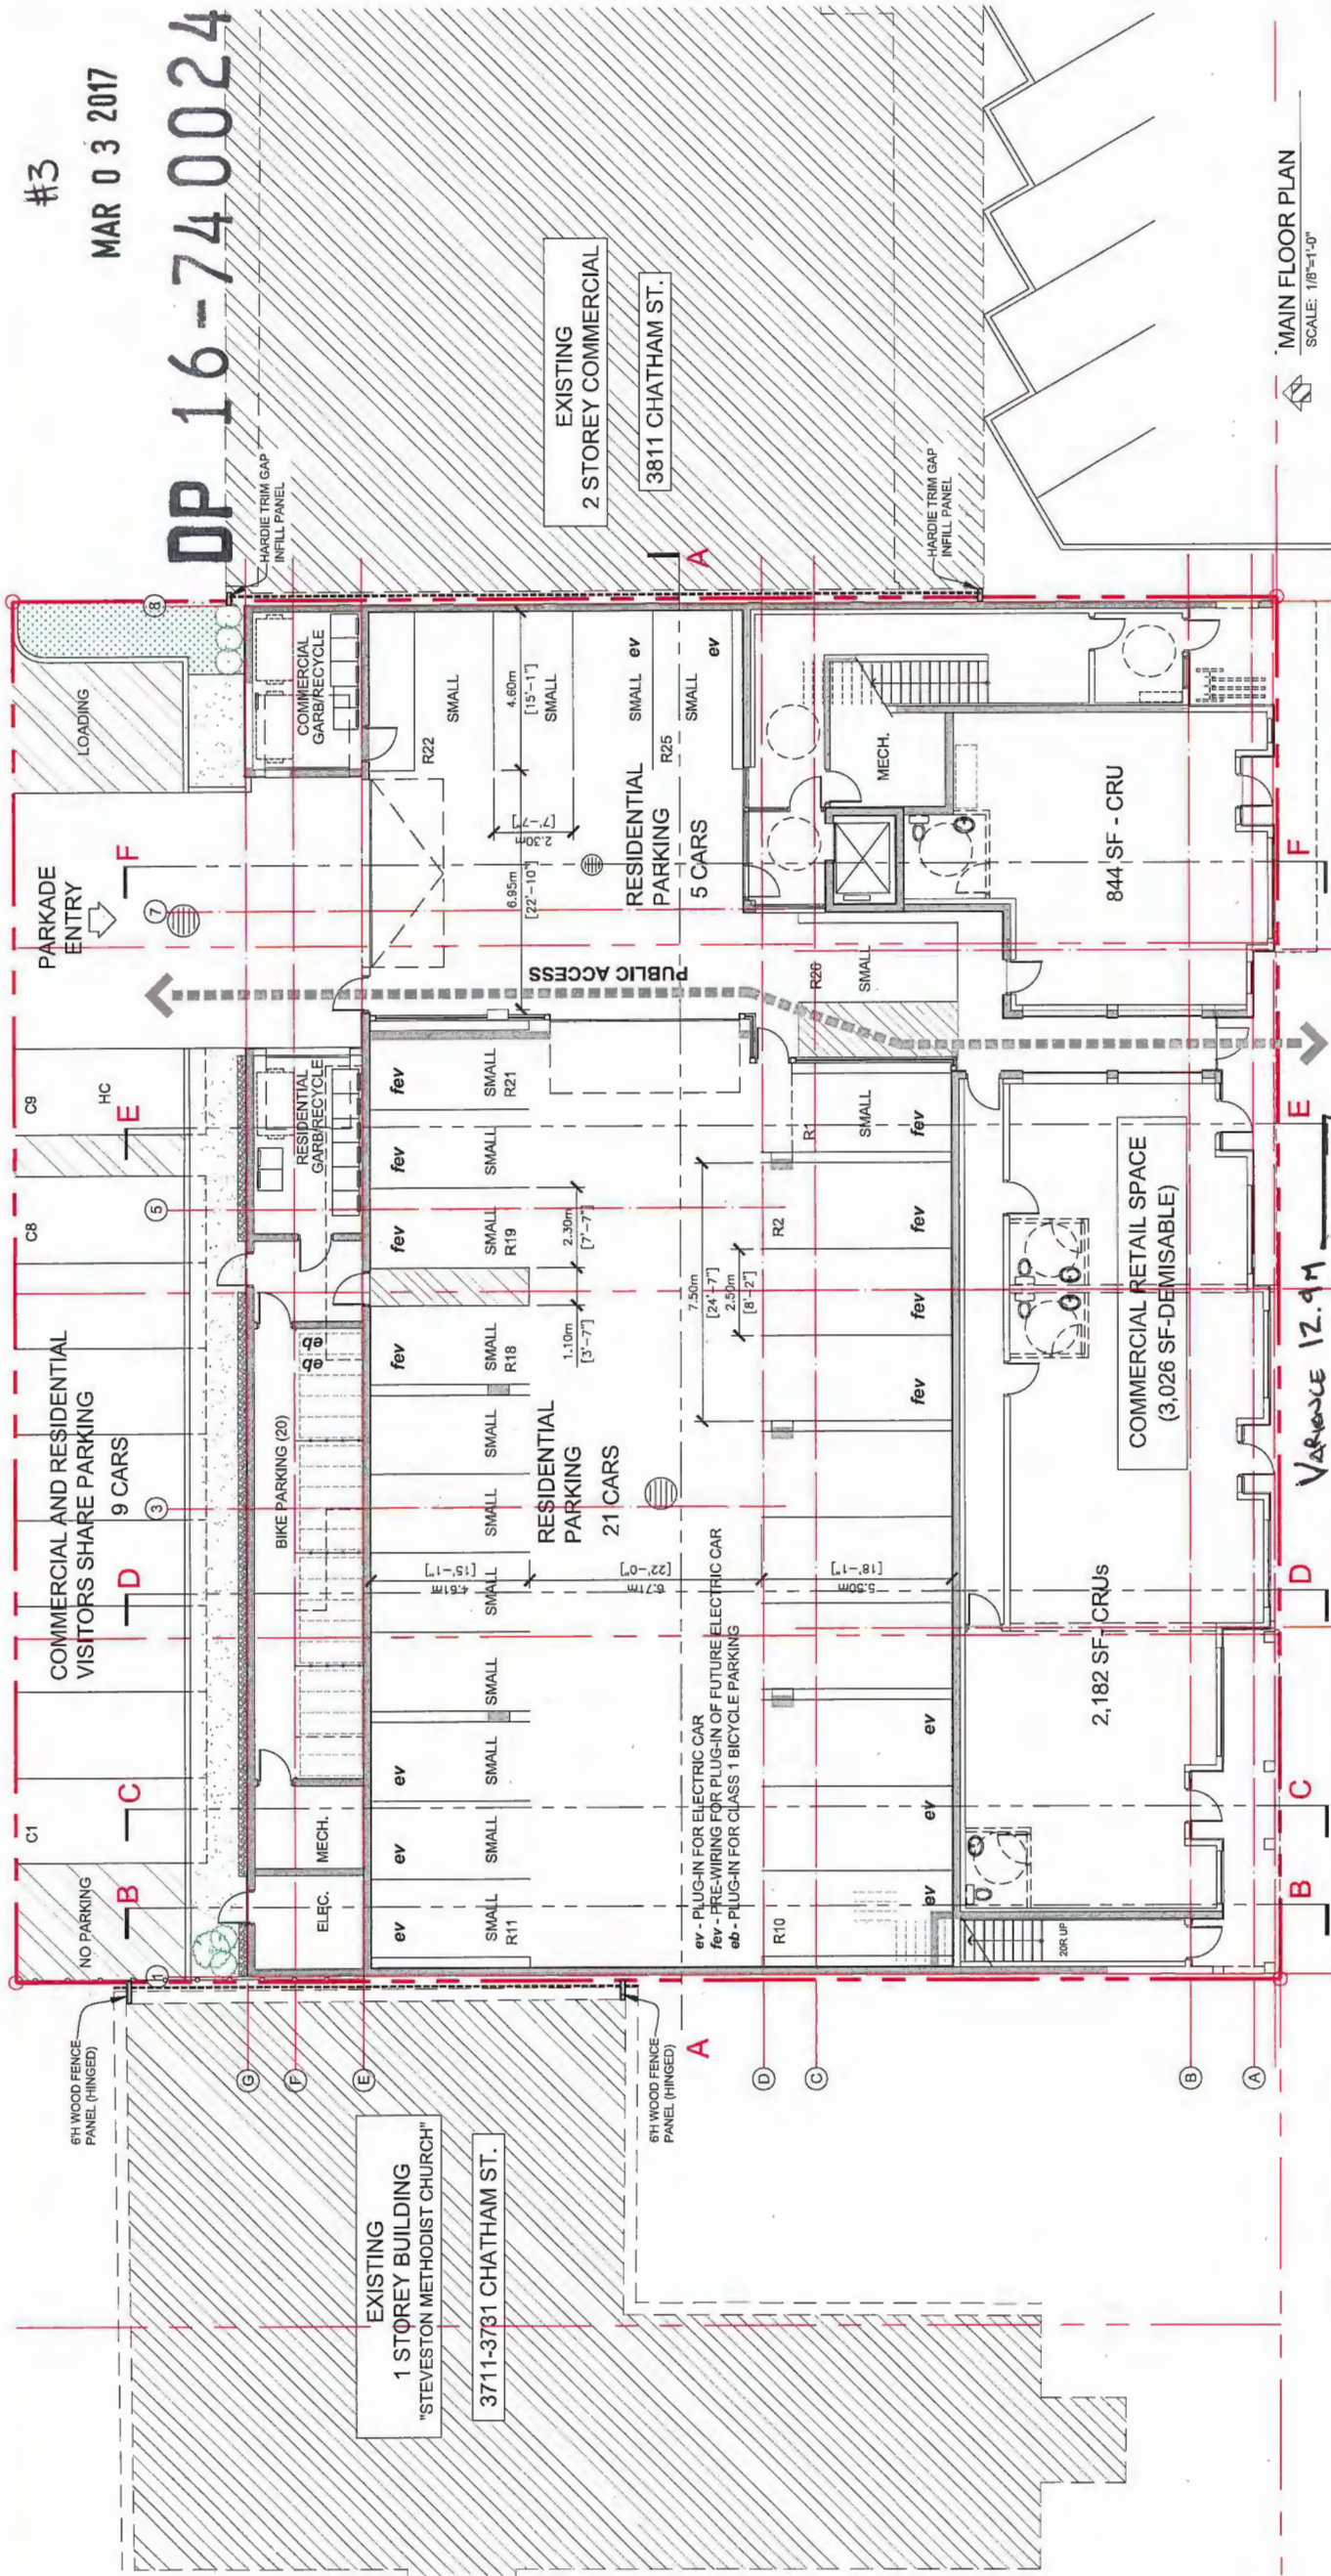 #3
MAR 03 2017
DP 16-740024
PARKADE
ENTRY
LOADING
F
7
8
HARDIE TRIM GAP
INFILL PANEL
COMMERCIAL AND RESIDENTIAL
VISITORS SHARE PARKING
9 CARS
NO PARKING
C1
C8
C9
HC
B
C
D
E
1
3
5
6'H WOOD FENCE
PANEL (HINGED)
G
F
E
ELEC.
MECH.
BIKE PARKING (20)
eb
eb
RESIDENTIAL
GARB/RECYCLE
COMMERCIAL
GARB/RECYCLE
EXISTING
1 STOREY BUILDING
"STEVESTON METHODIST CHURCH"
3711-3731 CHATHAM ST.
ev
ev
ev
fev
fev
fev
fev
SMALL
R11
SMALL
SMALL
SMALL
SMALL
SMALL
SMALL
SMALL
R18
SMALL
R19
SMALL
SMALL
R21
1.10m
[3'-7"]
2.30m
[7'-7"]
4.61m
[15'-1"]
RESIDENTIAL
PARKING
21 CARS
6.71m
[22'-0"]
7.50m
[24'-7"]
2.50m
[8'-2"]
5.50m
[18'-1"]
PUBLIC ACCESS
R22
SMALL
4.60m
[15'-1"]
SMALL
6.95m
[22'-10"]
2.30m
[7'-7"]
SMALL
ev
R25
SMALL
ev
RESIDENTIAL
PARKING
5 CARS
EXISTING
2 STOREY COMMERCIAL
3811 CHATHAM ST.
A
A
6'H WOOD FENCE
PANEL (HINGED)
ev - PLUG-IN FOR ELECTRIC CAR
fev - PRE-WIRING FOR PLUG-IN OF FUTURE ELECTRIC CAR
eb - PLUG-IN FOR CLASS 1 BICYCLE PARKING
D
C
R10
R2
R1
SMALL
R26
SMALL
ev
ev
ev
fev
fev
fev
fev
MECH.
HARDIE TRIM GAP
INFILL PANEL
20R UP
2,182 SF-CRUs
COMMERCIAL RETAIL SPACE
(3,026 SF-DEMISABLE)
844 SF - CRU
B
A
B
C
D
E
F
VARIANCE 12.9M
MAIN FLOOR PLAN
SCALE: 1/8"=1'-0"